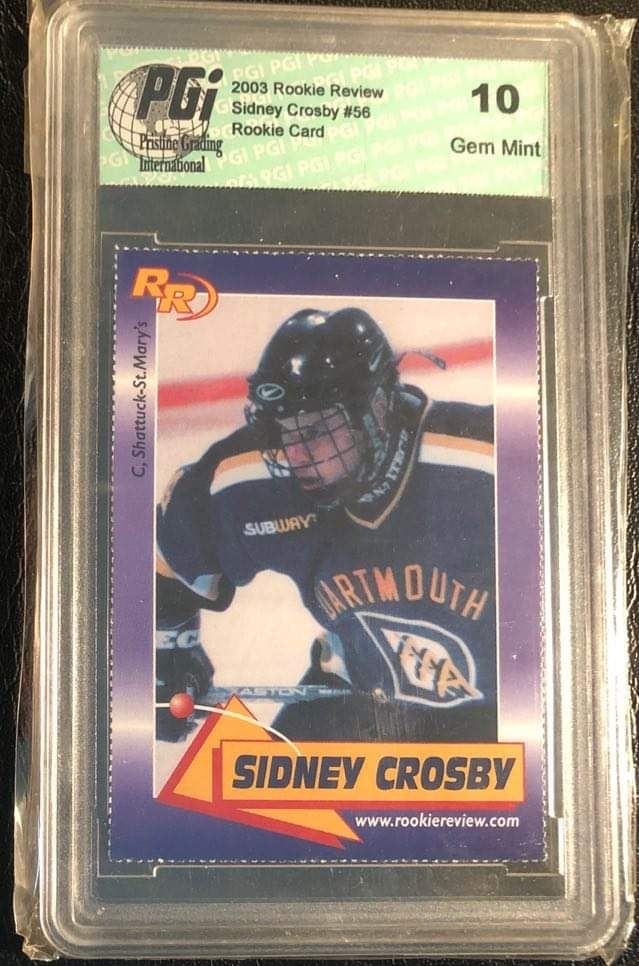 PGi
Pristine Grading
International
2003 Rookie Review
Sidney Crosby #56
Rookie Card
10
Gem Mint
RR
C, Shattuck-St.Mary's
SUBWAY
DARTMOUTH
EASTON
SIDNEY CROSBY
www.rookiereview.com